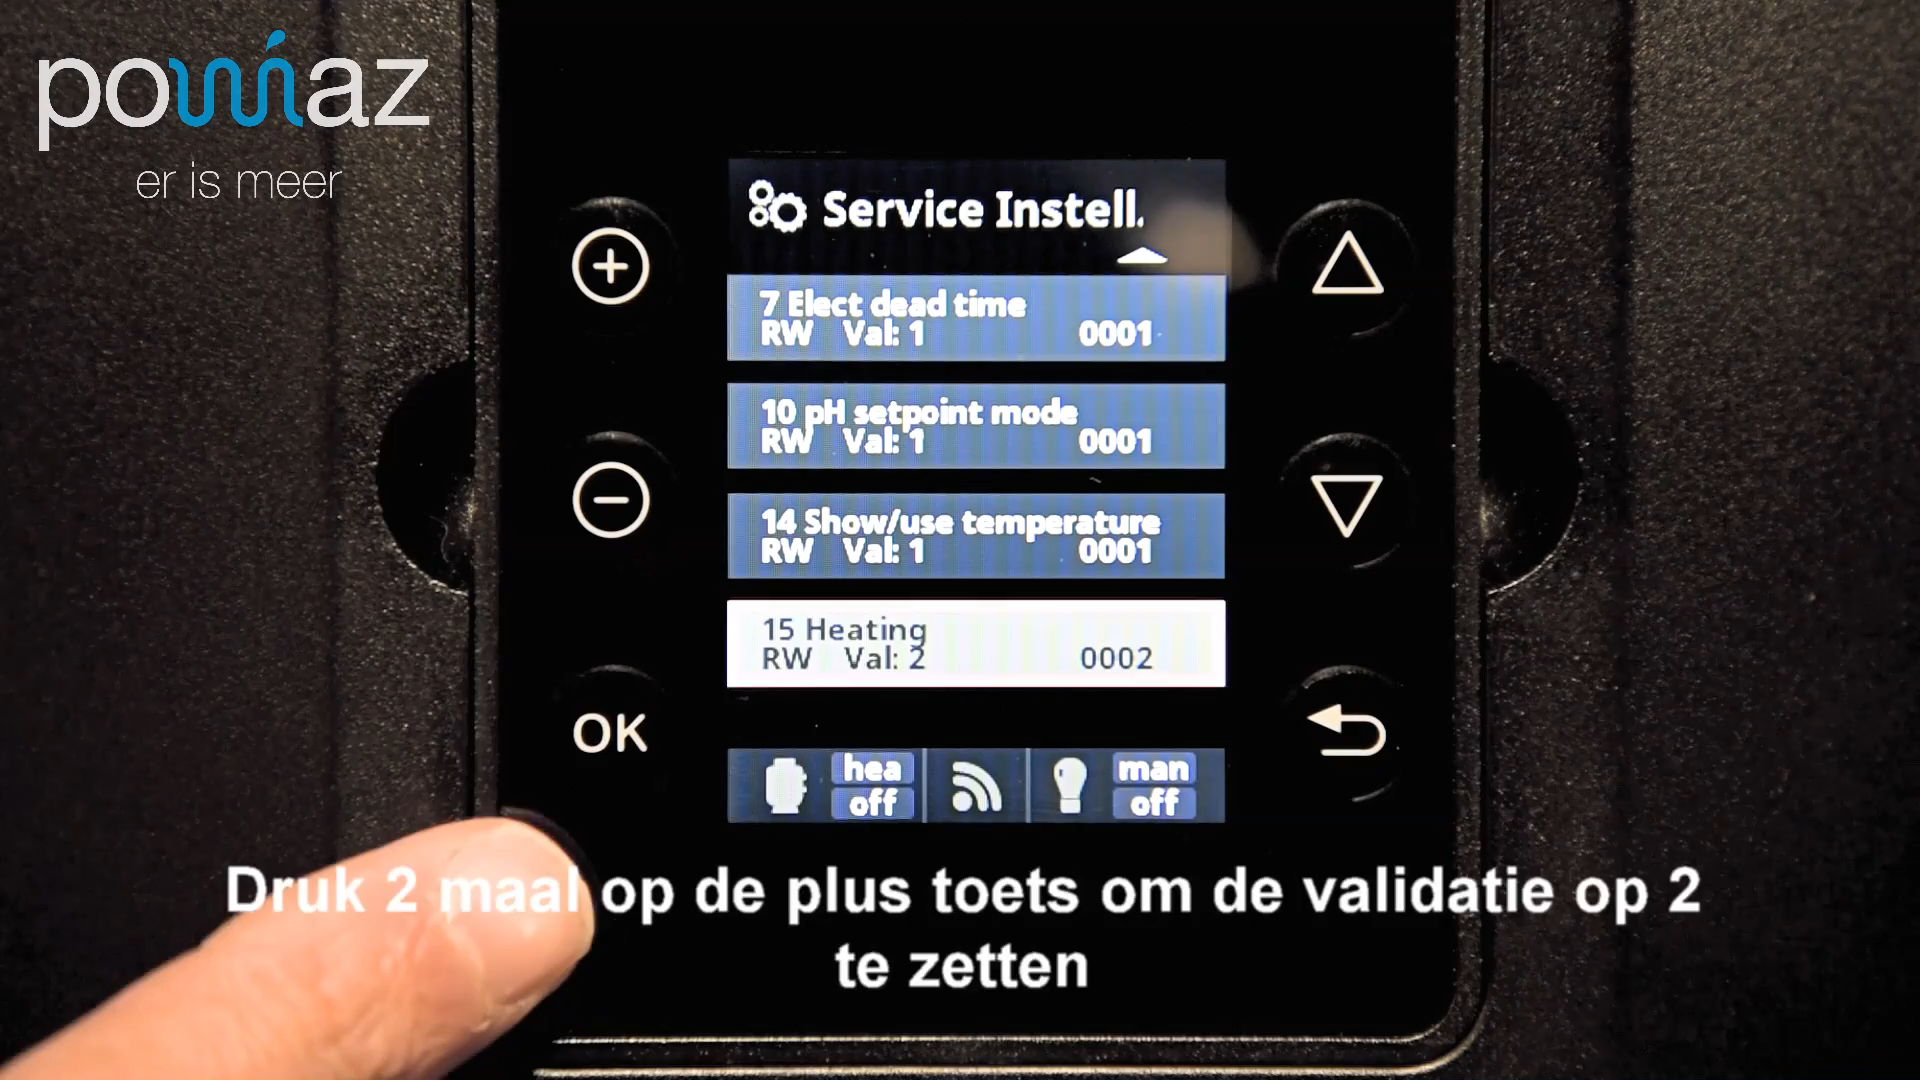 pomaz
er is meer
Service Instell.
7 Elect dead time
RW Val: 1 0001
10 pH setpoint mode
RW Val: 1 0001
14 Show/use temperature
RW Val: 1 0001
15 Heating
RW Val: 2 0002
OK
hea
off
man
off
Druk 2 maal op de plus toets om de validatie op 2
te zetten